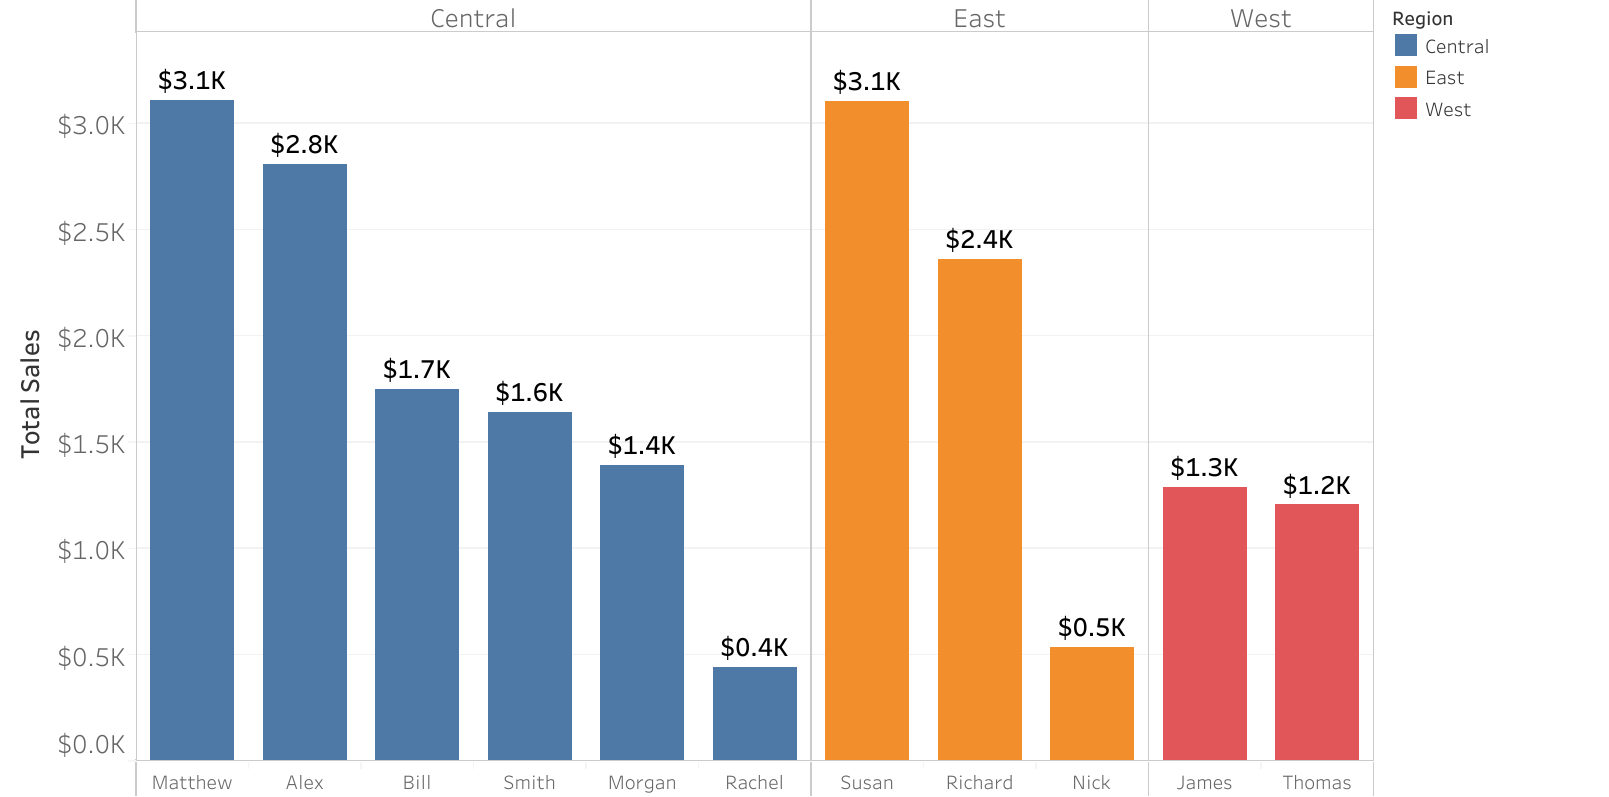 Central East West
Region
Central
East
West
$3.1K $3.1K
$3.0K
$2.8K
$2.5K
$2.4K
$2.0K
Total Sales
$1.7K
$1.6K
$1.5K
$1.4K
$1.3K
$1.2K
$1.0K
$0.5K
$0.5K
$0.4K
$0.0K
Matthew Alex Bill Smith Morgan Rachel Susan Richard Nick James Thomas